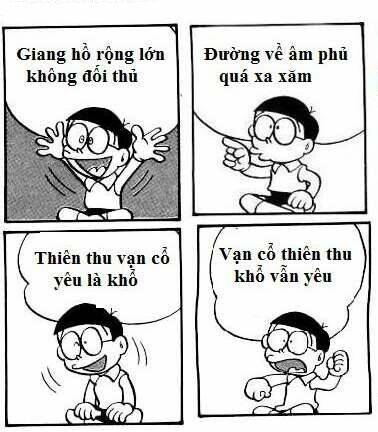 Giang hồ rộng lớn
không đối thủ
Đường về âm phủ
quá xa xăm
Thiên thu vạn cổ
yêu là khổ
Vạn cổ thiên thu
khổ vẫn yêu